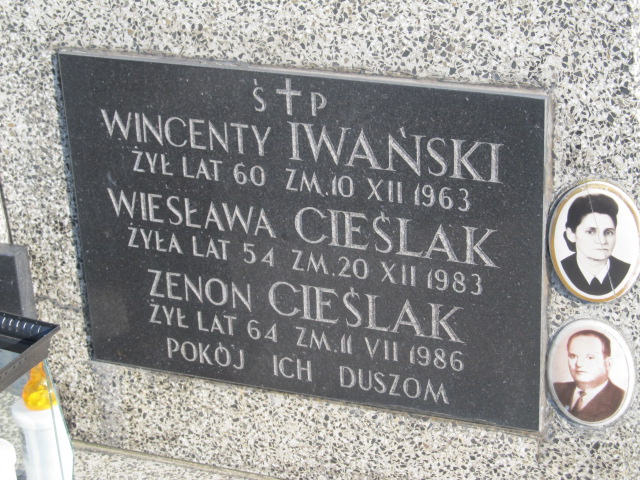 Ś † P
WINCENTY IWAŃSKI
ŻYŁ LAT 60 ZM. 10 XII 1963
WIESŁAWA CIEŚLAK
ŻYŁA LAT 54 ZM. 20 XII 1983
ZENON CIEŚLAK
ŻYŁ LAT 64 ZM. 11 VII 1986
POKÓJ ICH DUSZOM